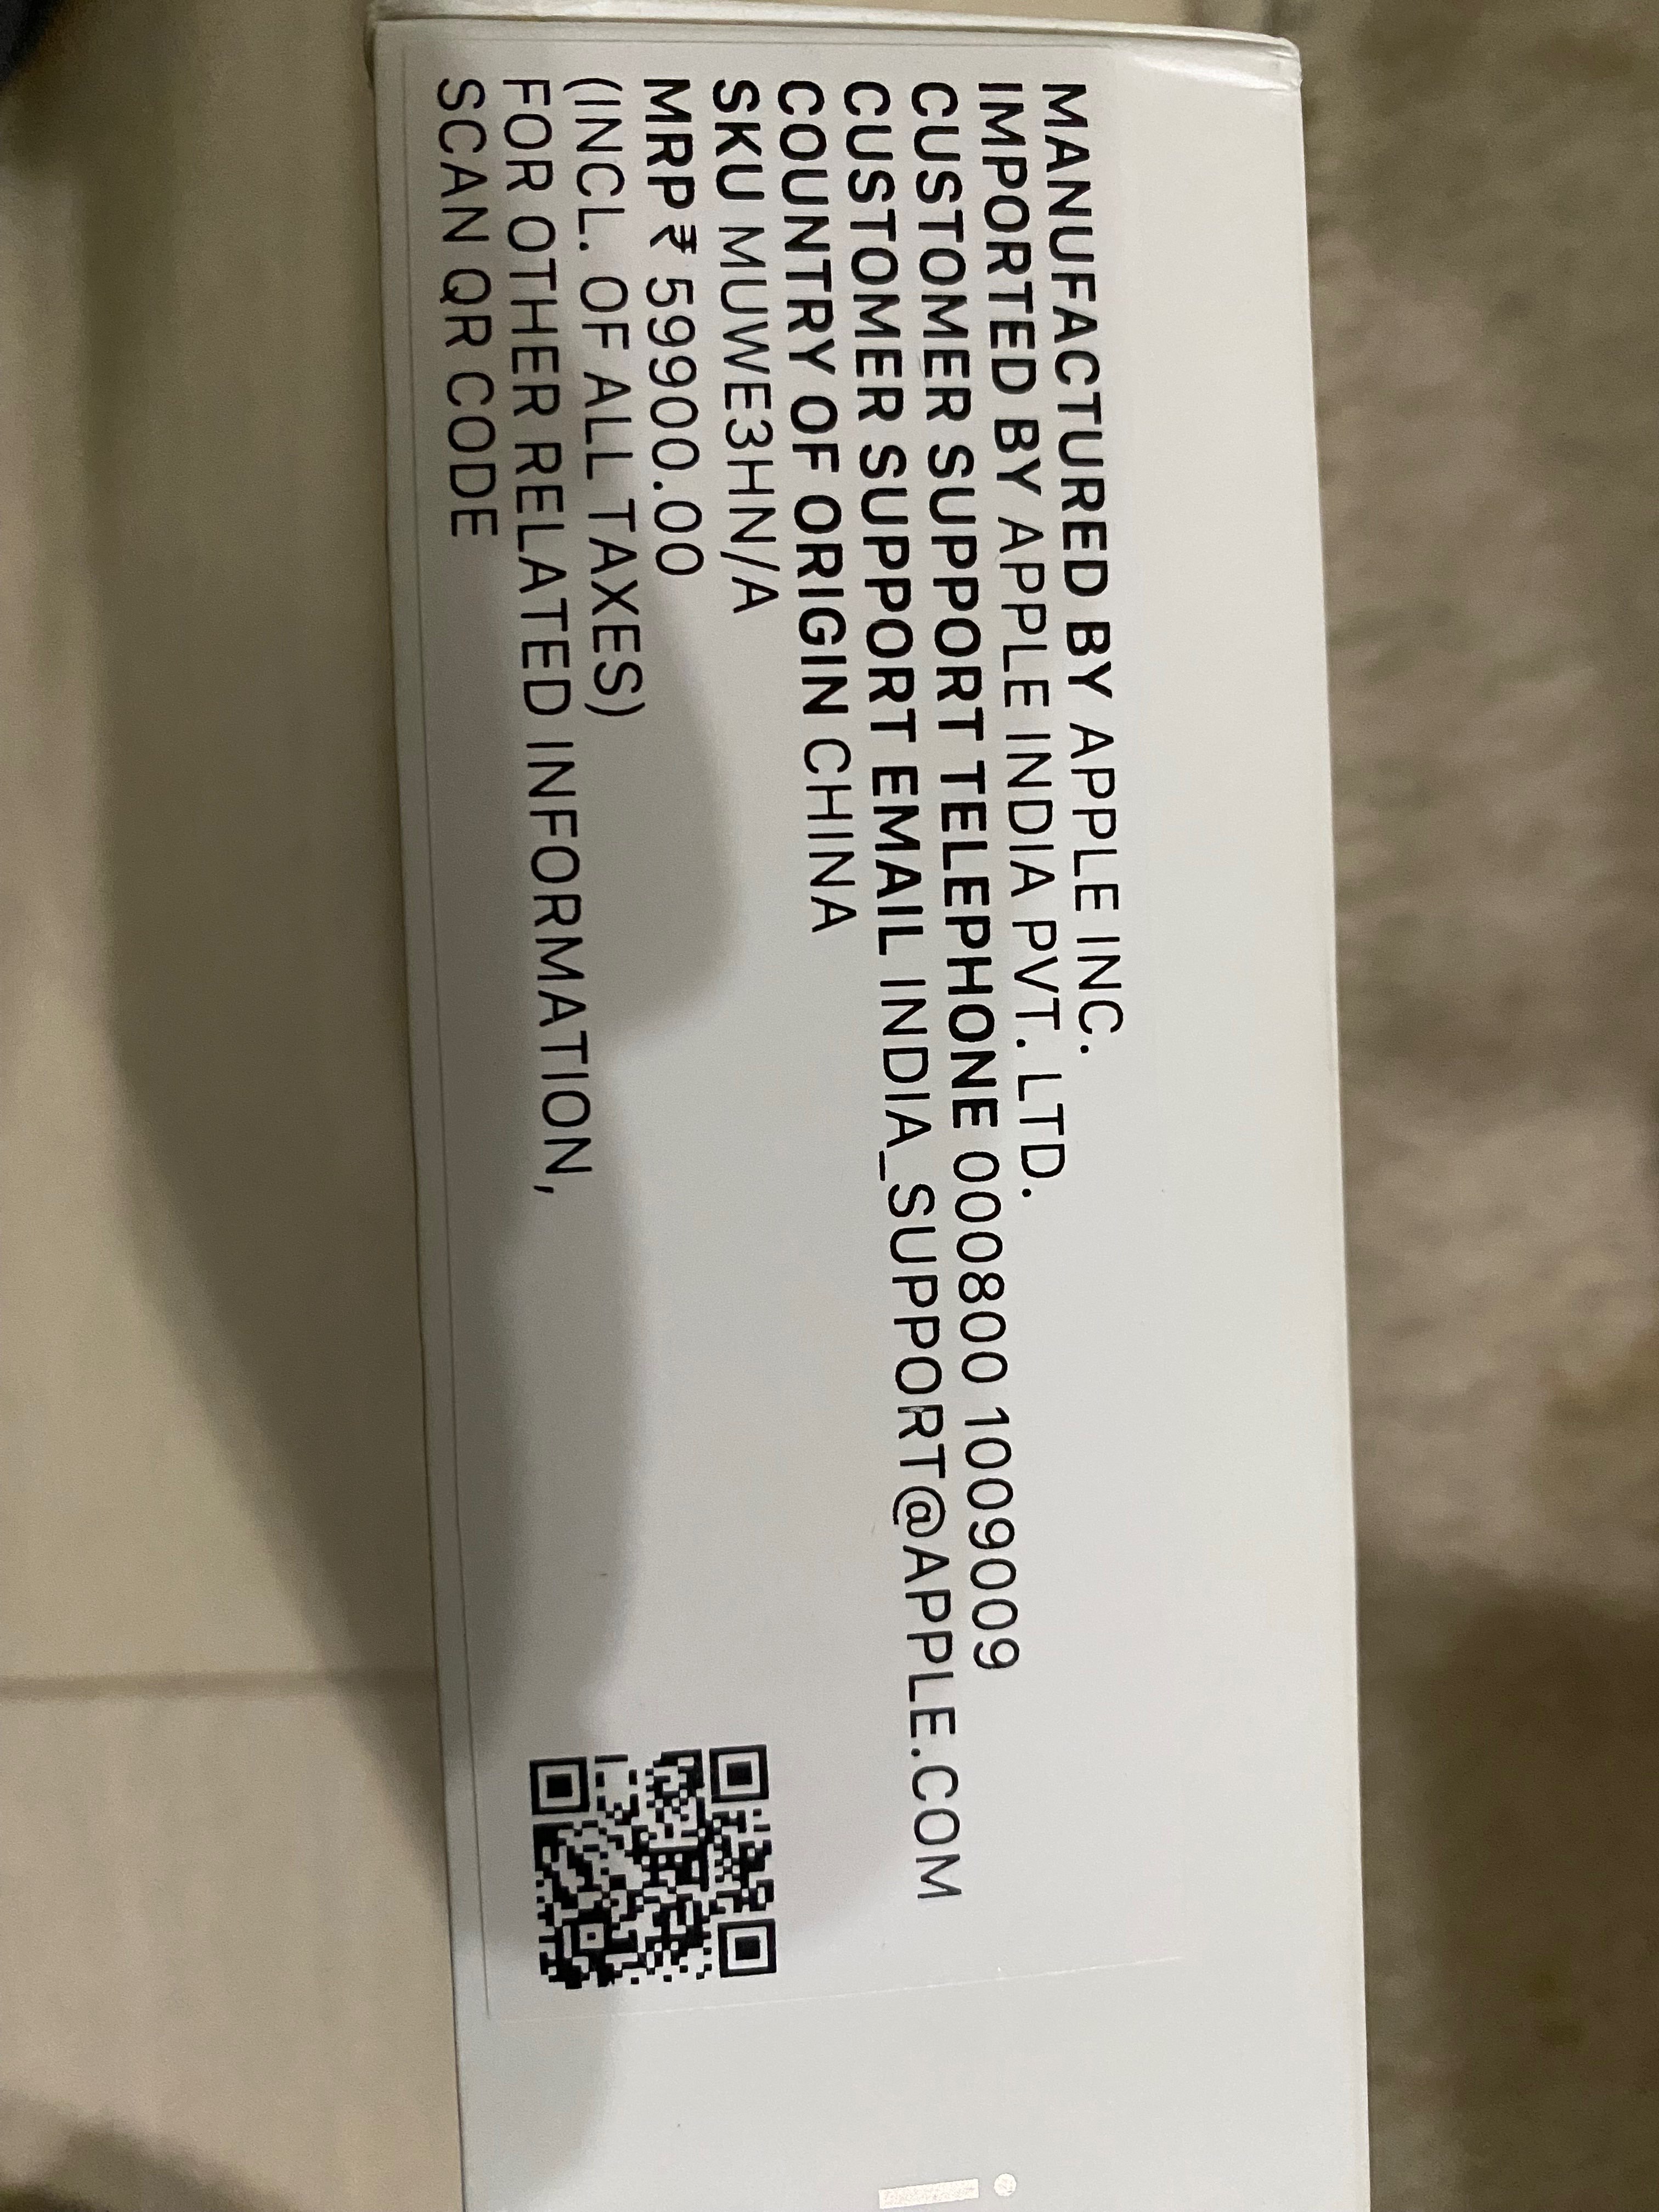 MANUFACTURED BY APPLE INC.
IMPORTED BY APPLE INDIA PVT. LTD.
CUSTOMER SUPPORT TELEPHONE 000800 1009009
CUSTOMER SUPPORT EMAIL INDIA_SUPPORT@APPLE.COM
COUNTRY OF ORIGIN CHINA
SKU MUWE3HN/A
MRP ₹ 59900.00
(INCL. OF ALL TAXES)
FOR OTHER RELATED INFORMATION,
SCAN QR CODE